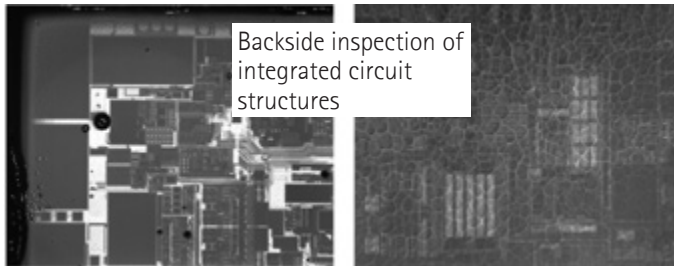 Backside inspection of
integrated circuit
structures